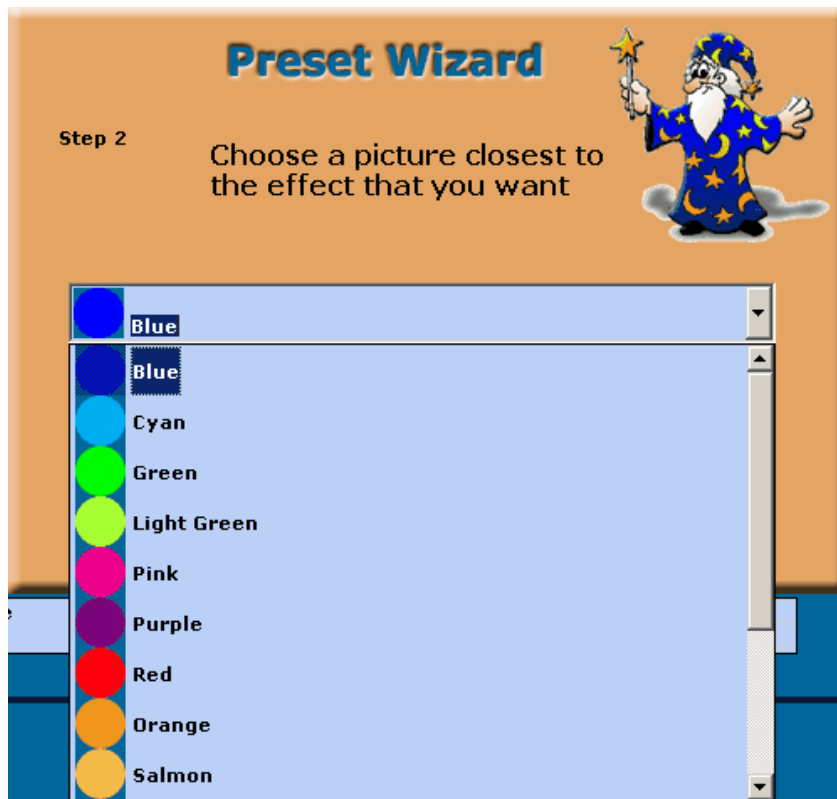 Preset Wizard
Step 2
Choose a picture closest to
the effect that you want
Blue
Blue
Cyan
Green
Light Green
Pink
Purple
Red
Orange
Salmon